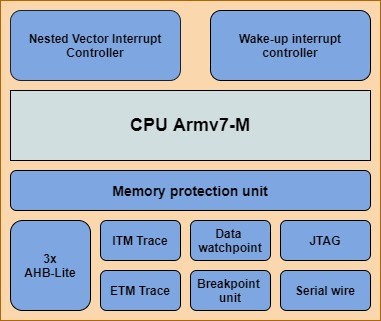 Nested Vector Interrupt
Controller
Wake-up interrupt
controller
CPU Armv7-M
Memory protection unit
3x
AHB-Lite
ITM Trace
Data
watchpoint
JTAG
ETM Trace
Breakpoint
unit
Serial wire